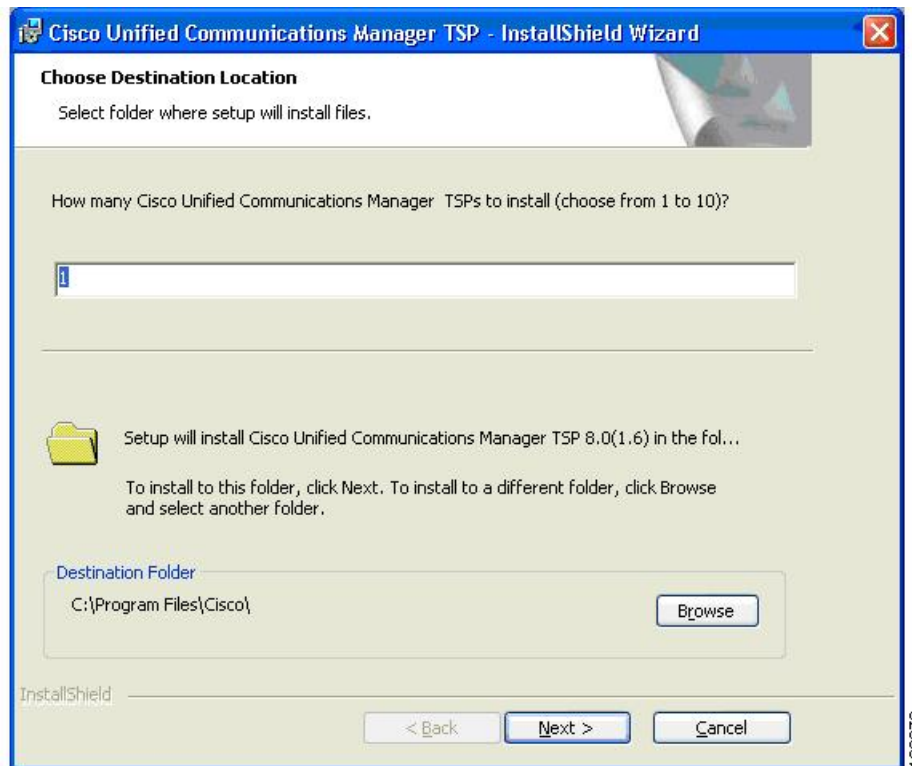 Cisco Unified Communications Manager TSP - InstallShield Wizard
Choose Destination Location
Select folder where setup will install files.
How many Cisco Unified Communications Manager TSPs to install (choose from 1 to 10)?
1
Setup will install Cisco Unified Communications Manager TSP 8.0(1.6) in the fol...
To install to this folder, click Next. To install to a different folder, click Browse
and select another folder.
Destination Folder
C:\Program Files\Cisco\
Browse
InstallShield
< Back
Next >
Cancel